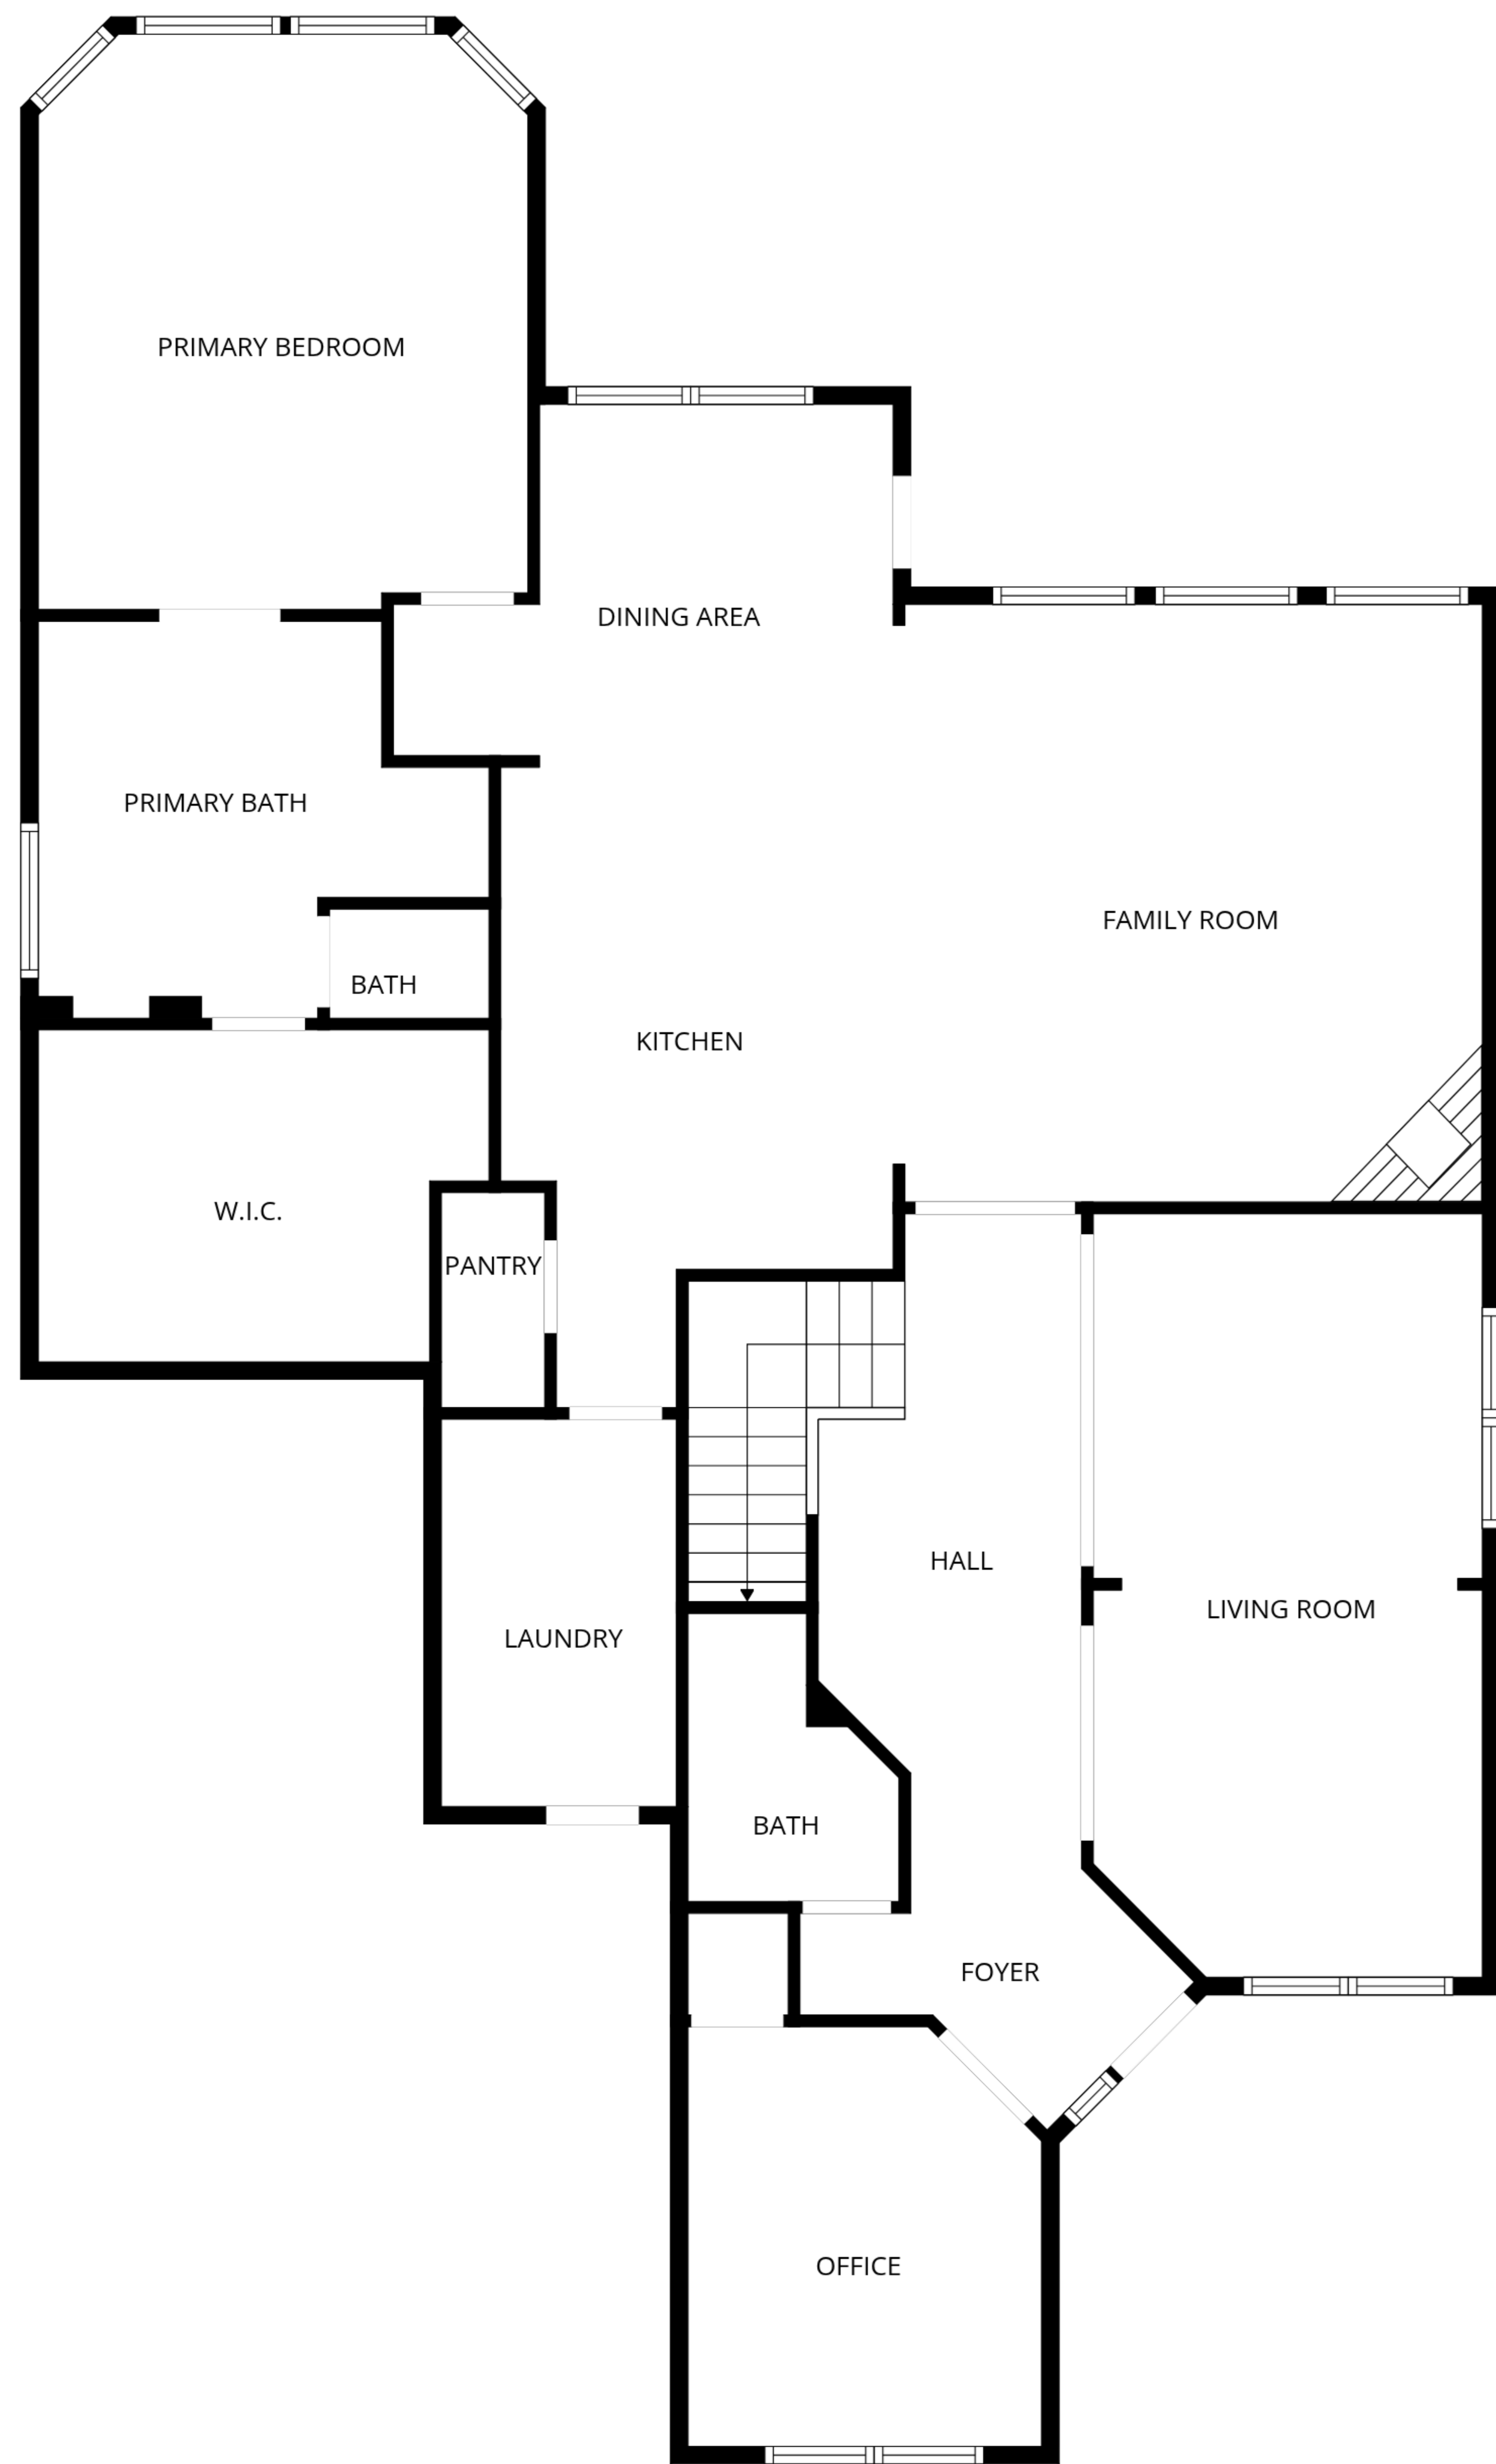 PRIMARY BEDROOM
DINING AREA
PRIMARY BATH
FAMILY ROOM
BATH
KITCHEN
W.I.C.
PANTRY
HALL
LIVING ROOM
LAUNDRY
BATH
FOYER
OFFICE